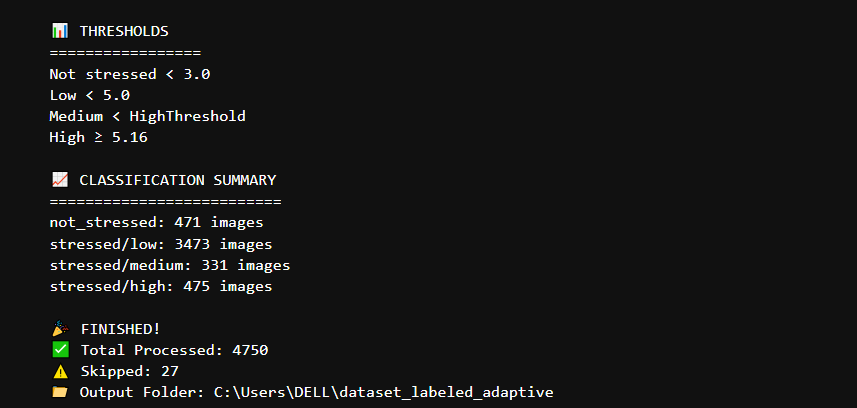 📊 THRESHOLDS
=================
Not stressed < 3.0
Low < 5.0
Medium < HighThreshold
High ≥ 5.16
📈 CLASSIFICATION SUMMARY
==========================
not_stressed: 471 images
stressed/low: 3473 images
stressed/medium: 331 images
stressed/high: 475 images
🎉 FINISHED!
✅ Total Processed: 4750
⚠️ Skipped: 27
📁 Output Folder: C:\Users\DELL\dataset_labeled_adaptive